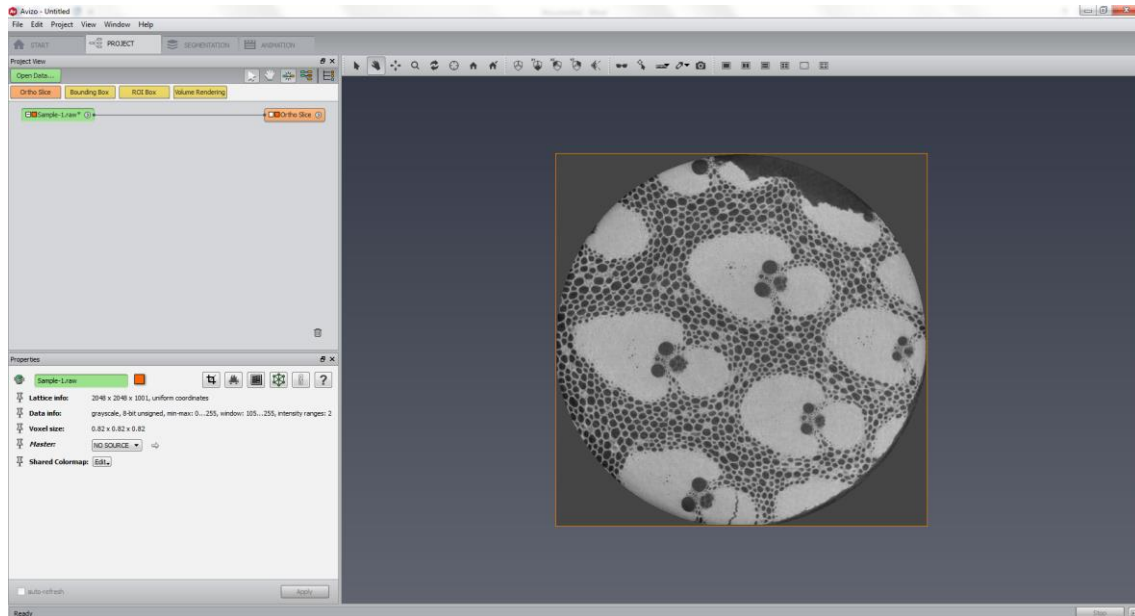 Avizo - Untitled
File Edit Project View Window Help
START PROJECT SEGMENTATION ANIMATION
Project View
Open Data...
Ortho Slice Bounding Box ROI Box Volume Rendering
Sample-1.raw* Ortho Slice
Properties
Sample-1.raw
?
Lattice info: 2048 x 2048 x 1001, uniform coordinates
Data info: grayscale, 8-bit unsigned, min-max: 0...255, window: 105...255, intensity ranges: 2
Voxel size: 0.82 x 0.82 x 0.82
Master: NO SOURCE
Shared Colormap: Edit
auto-refresh Apply
Ready Stop